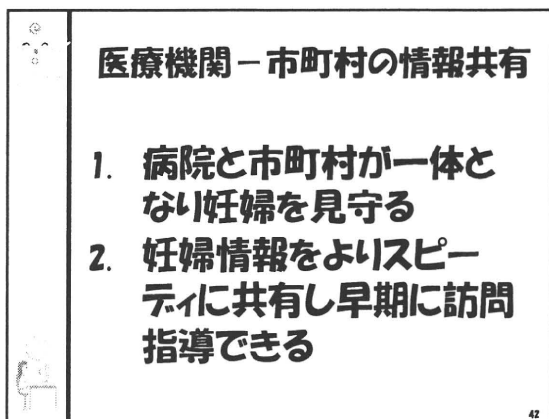 医療機関－市町村の情報共有
1. 病院と市町村が一体と
なり妊婦を見守る
2. 妊婦情報をよりスピー
ディに共有し早期に訪問
指導できる
42